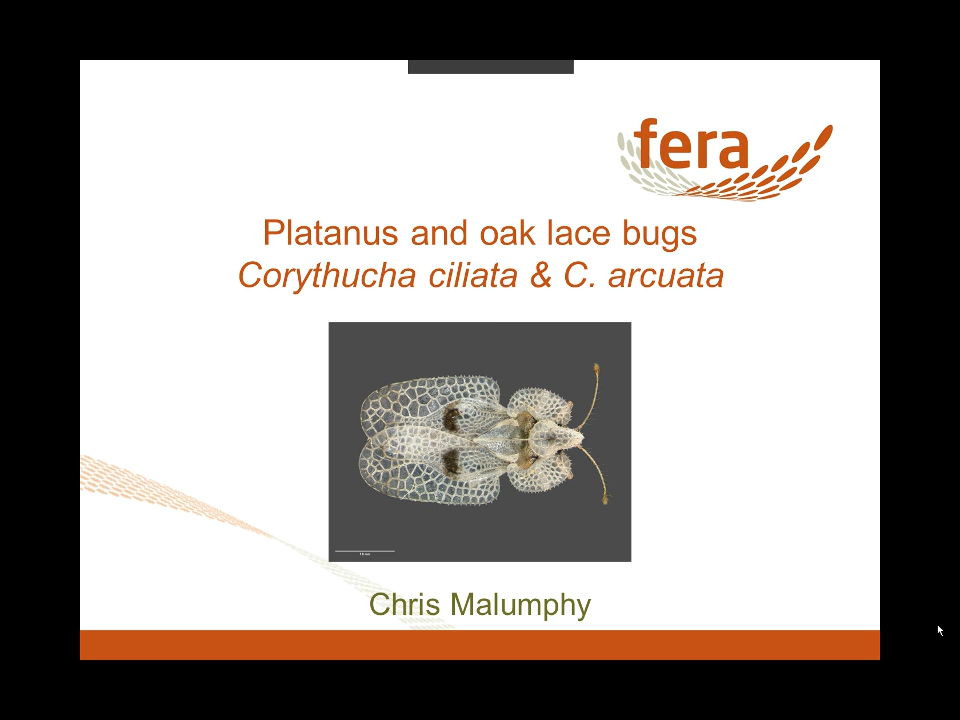 fera
Platanus and oak lace bugs
Corythucha ciliata & C. arcuata
Chris Malumphy